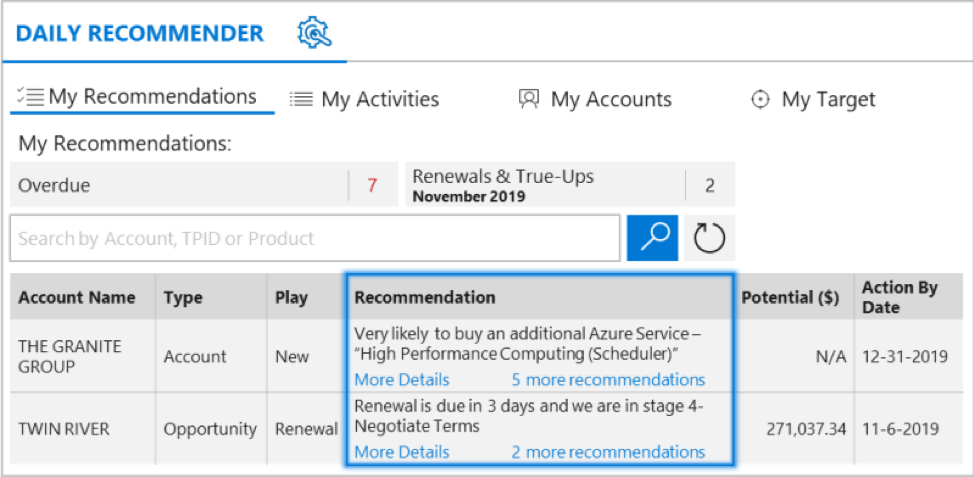 DAILY RECOMMENDER
My Recommendations
My Activities
My Accounts
My Target
My Recommendations:
Overdue
7
Renewals & True-Ups
November 2019
2
Search by Account, TPID or Product
Account Name
Type
Play
Recommendation
Potential ($)
Action By
Date
THE GRANITE
GROUP
Account
New
Very likely to buy an additional Azure Service –
"High Performance Computing (Scheduler)"
More Details
5 more recommendations
N/A
12-31-2019
TWIN RIVER
Opportunity
Renewal
Renewal is due in 3 days and we are in stage 4-
Negotiate Terms
More Details
2 more recommendations
271,037.34
11-6-2019